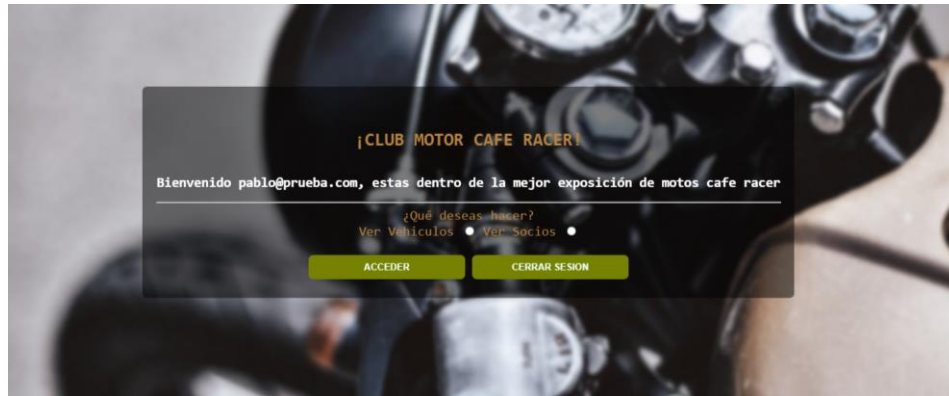 ¡CLUB MOTOR CAFE RACER!
Bienvenido pablo@prueba.com, estas dentro de la mejor exposición de motos cafe racer
¿Qué deseas hacer?
Ver Vehiculos Ver Socios
ACCEDER CERRAR SESION